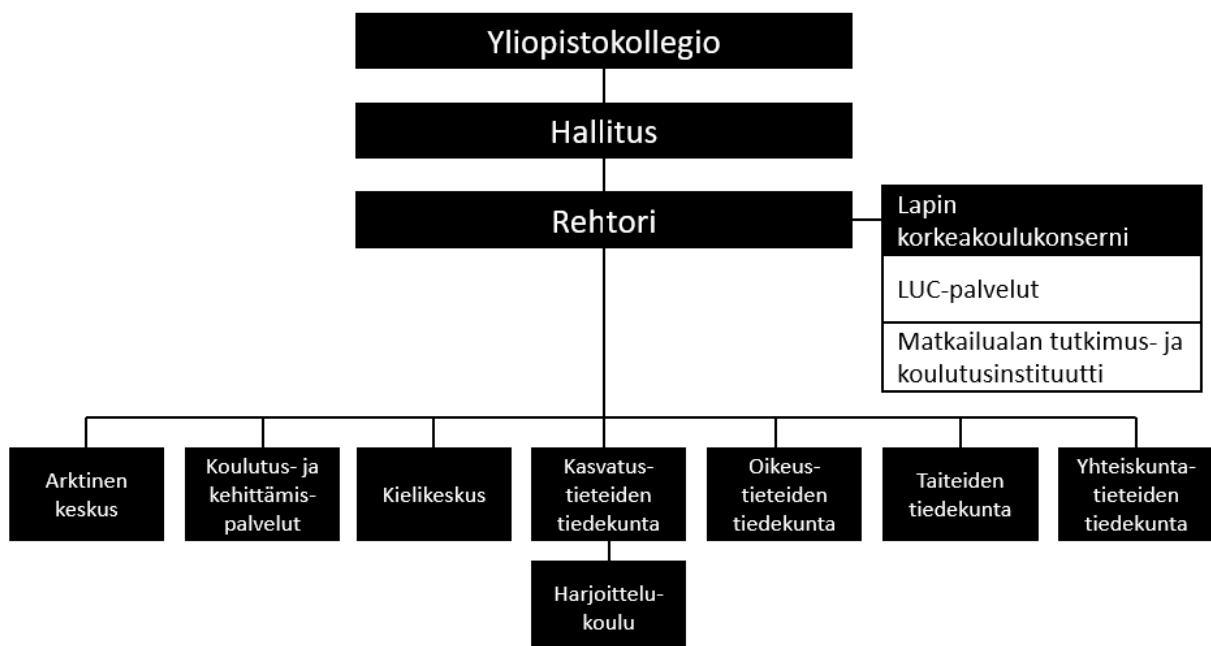 Yliopistokollegio
Hallitus
Rehtori
Lapin
korkeakoulukonserni
LUC-palvelut
Matkailualan tutkimus- ja
koulutusinstituutti
Arktinen
keskus
Koulutus- ja
kehittämis-
palvelut
Kielikeskus
Kasvatus-
tieteiden
tiedekunta
Oikeus-
tieteiden
tiedekunta
Taiteiden
tiedekunta
Yhteiskunta-
tieteiden
tiedekunta
Harjoittelu-
koulu